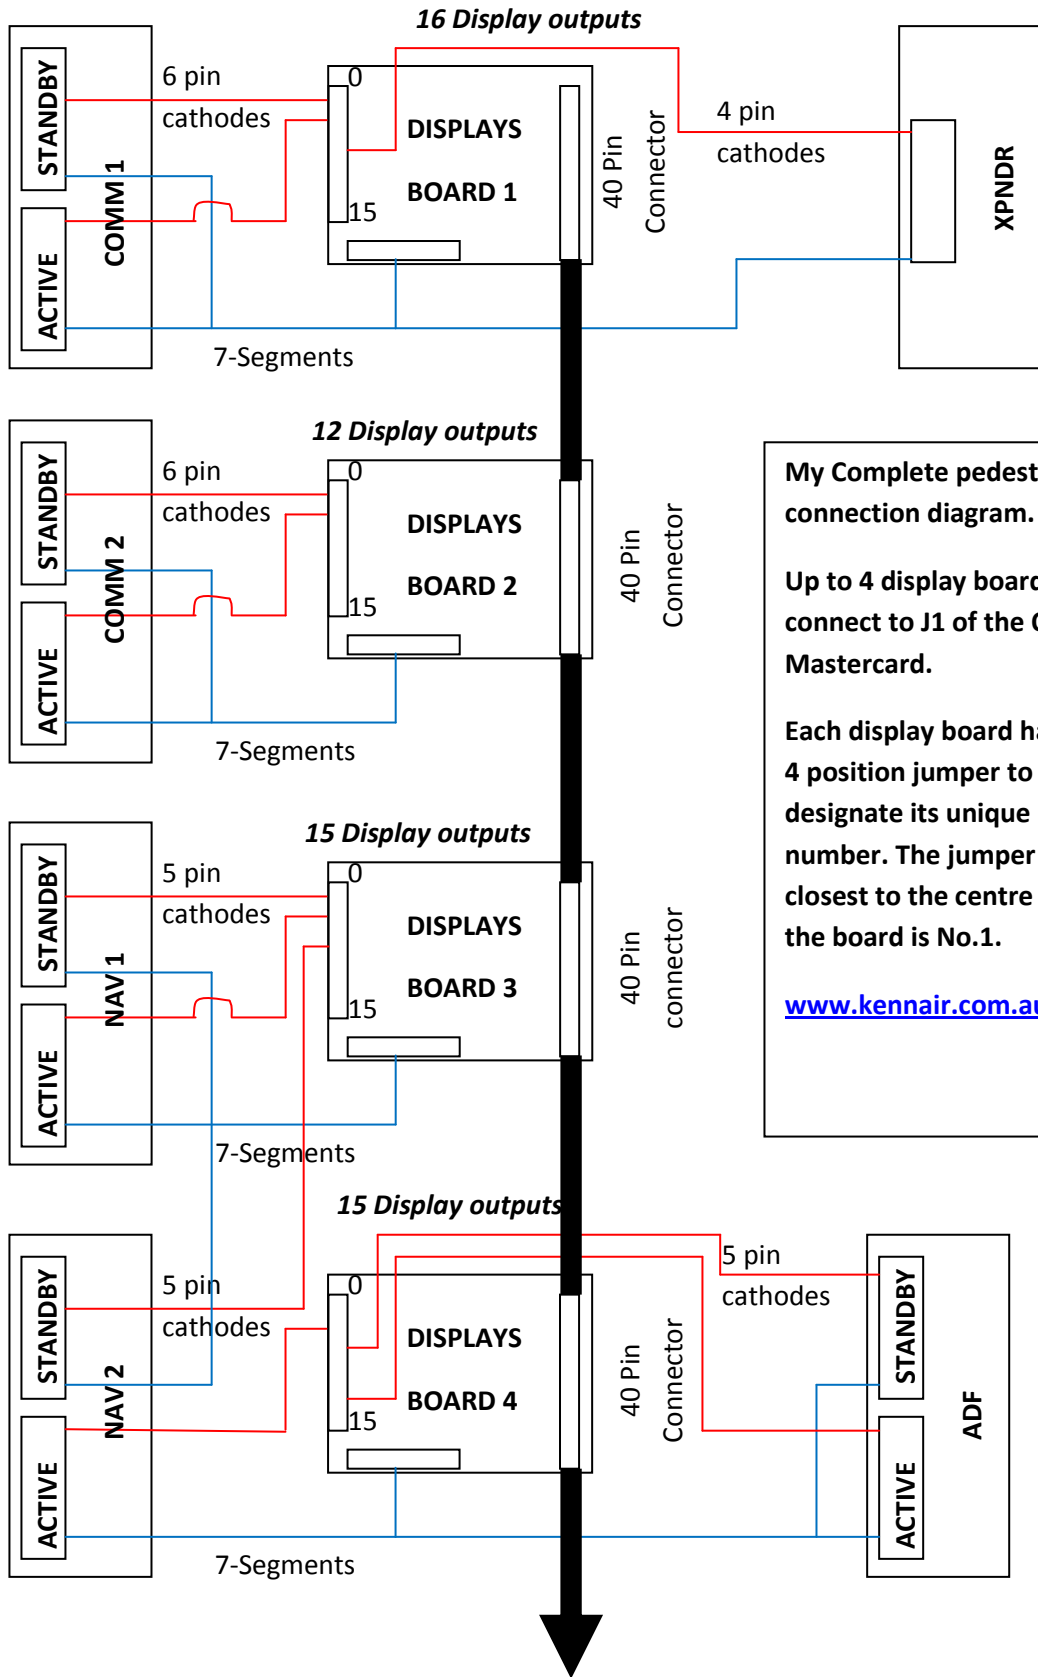 16 Display outputs
STANDBY
ACTIVE
COMM 1
6 pin
cathodes
0
15
DISPLAYS
BOARD 1
40 Pin
Connector
4 pin
cathodes
XPNDR
7-Segments
12 Display outputs
STANDBY
ACTIVE
COMM 2
6 pin
cathodes
0
15
DISPLAYS
BOARD 2
40 Pin
Connector
7-Segments
My Complete pedest
connection diagram.
Up to 4 display board
connect to J1 of the
Mastercard.
Each display board ha
4 position jumper to
designate its unique
number. The jumper
closest to the centre
the board is No.1.
www.kennair.com.au
15 Display outputs
STANDBY
ACTIVE
NAV 1
5 pin
cathodes
0
15
DISPLAYS
BOARD 3
40 Pin
connector
7-Segments
15 Display outputs
STANDBY
ACTIVE
NAV 2
5 pin
cathodes
0
15
DISPLAYS
BOARD 4
40 Pin
Connector
5 pin
cathodes
STANDBY
ACTIVE
ADF
7-Segments